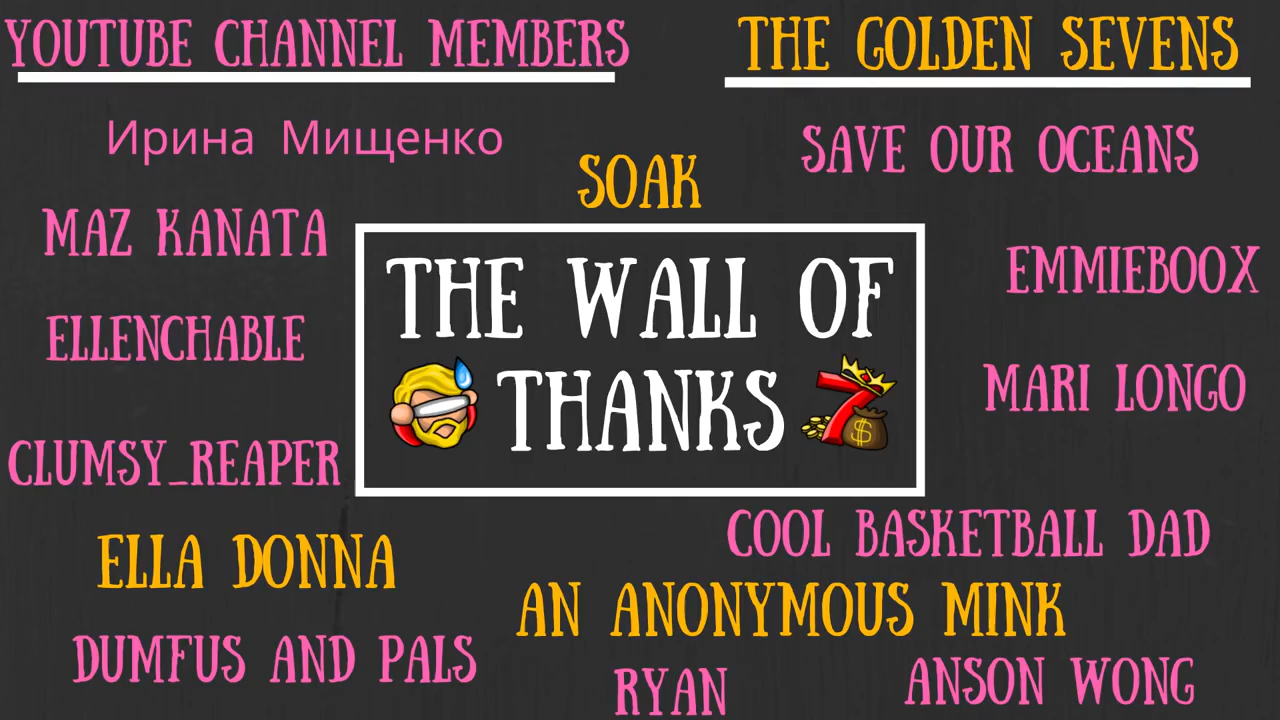 YOUTUBE CHANNEL MEMBERS
THE GOLDEN SEVENS
Ирина Мищенко
SAVE OUR OCEANS
SOAK
MAZ KANATA
EMMIEBOOX
THE WALL OF
THANKS
ELLENCHABLE
MARI LONGO
CLUMSY_REAPER
COOL BASKETBALL DAD
ELLA DONNA
AN ANONYMOUS MINK
DUMFUS AND PALS
RYAN
ANSON WONG